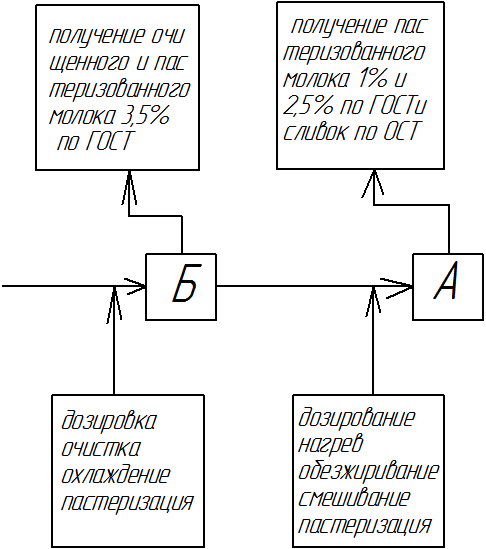 получение очи
щенного и пас
теризованного
молока 3,5%
по ГОСТ
получение пас
теризованного
молока 1% и
2,5% по ГОСТи
сливок по ОСТ
Б
А
дозировка
очистка
охлаждение
пастеризация
дозирование
нагрев
обезжиривание
смешивание
пастеризация